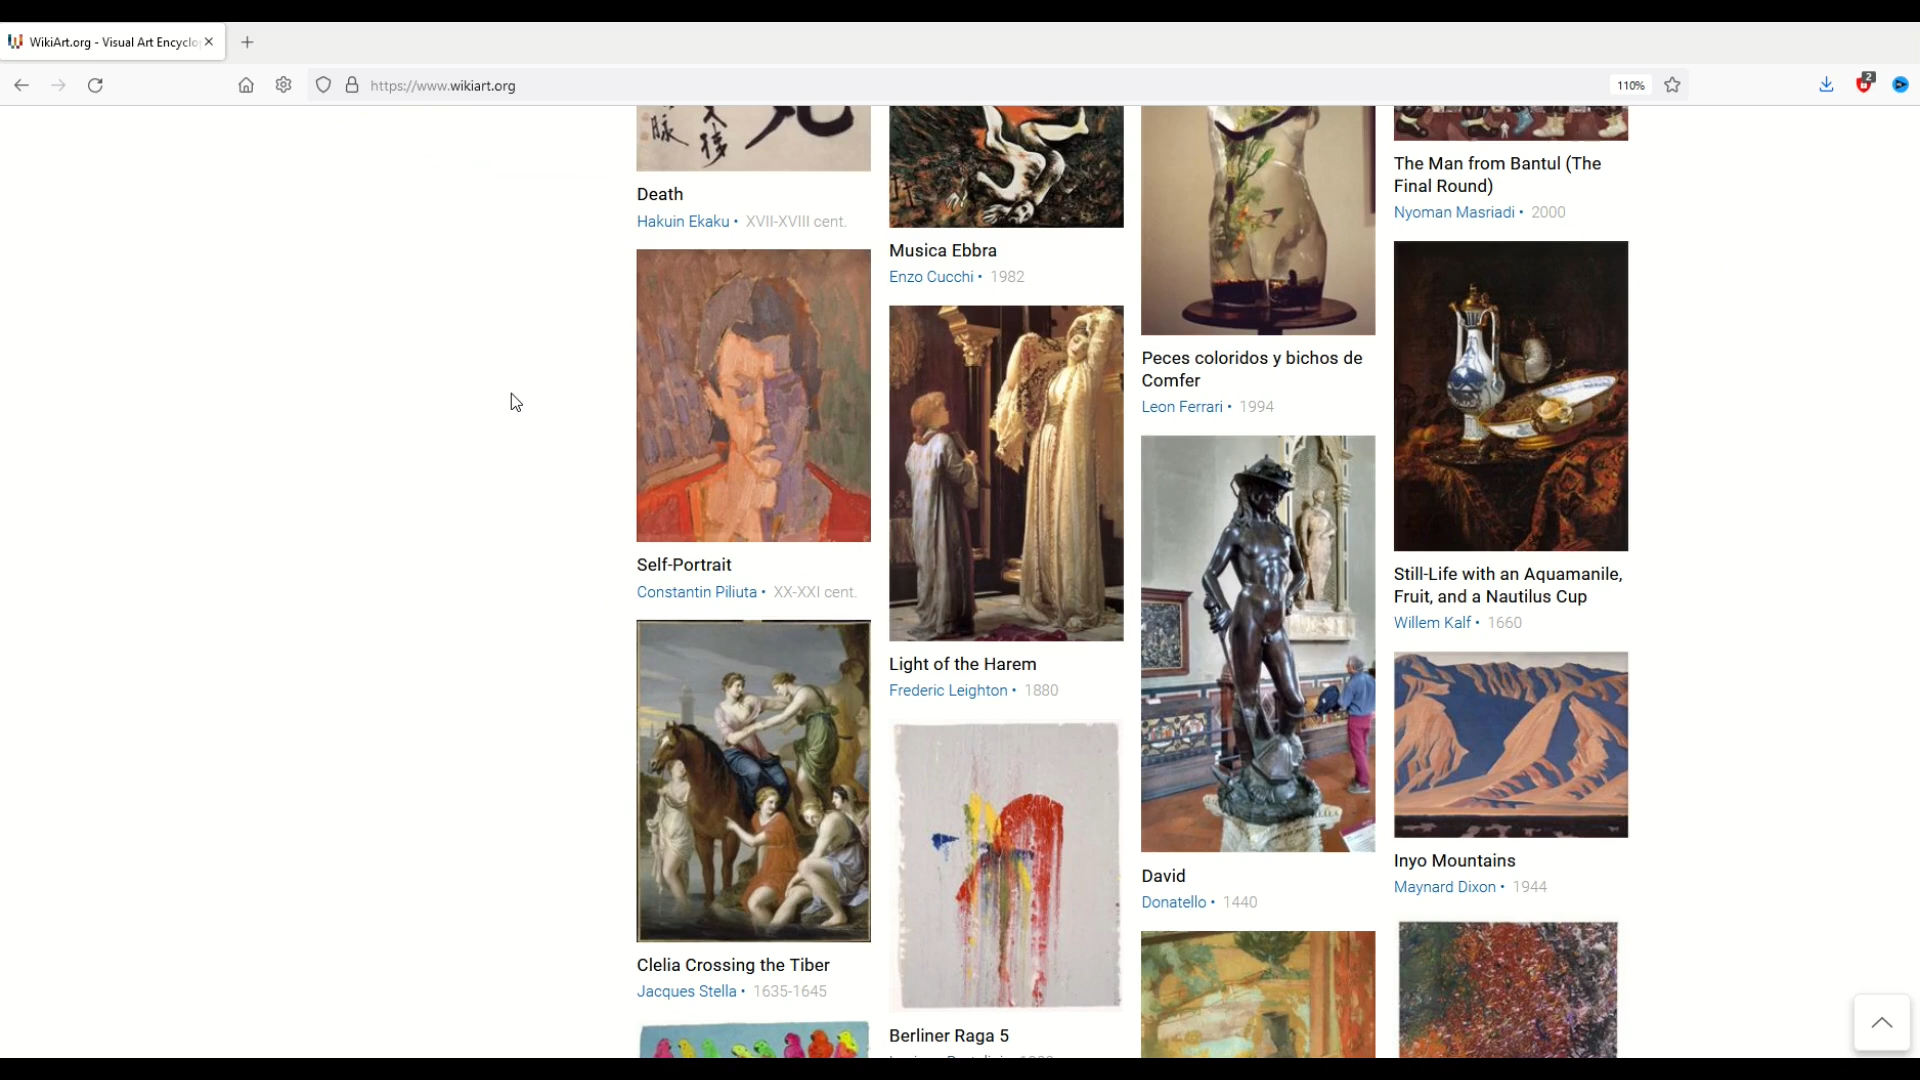 WikiArt.org - Visual Art Encyclo
https://www.wikiart.org
110%
2
脉
Death
Hakuin Ekaku • XVII-XVIII cent.
Self-Portrait
Constantin Piliuta • XX-XXI cent.
Clelia Crossing the Tiber
Jacques Stella • 1635-1645
Musica Ebbra
Enzo Cucchi • 1982
Light of the Harem
Frederic Leighton • 1880
Berliner Raga 5
Peces coloridos y bichos de
Comfer
Leon Ferrari • 1994
David
Donatello • 1440
The Man from Bantul (The
Final Round)
Nyoman Masriadi • 2000
Still-Life with an Aquamanile,
Fruit, and a Nautilus Cup
Willem Kalf • 1660
Inyo Mountains
Maynard Dixon • 1944